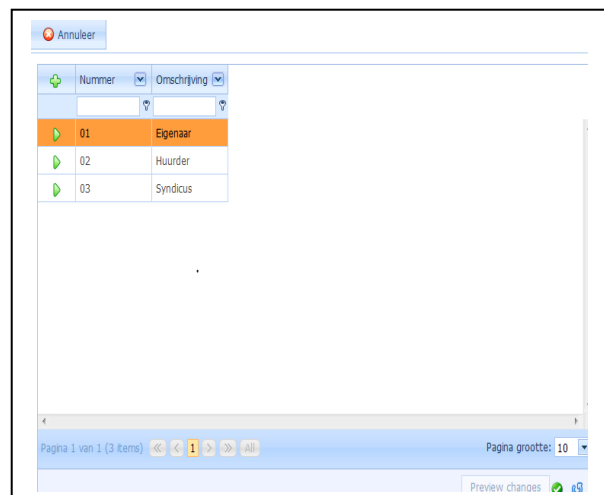 Annuleer
Nummer Omschrijving
01 Eigenaar
02 Huurder
03 Syndicus
Pagina 1 van 1 (3 items) 1 All Pagina grootte: 10
Preview changes